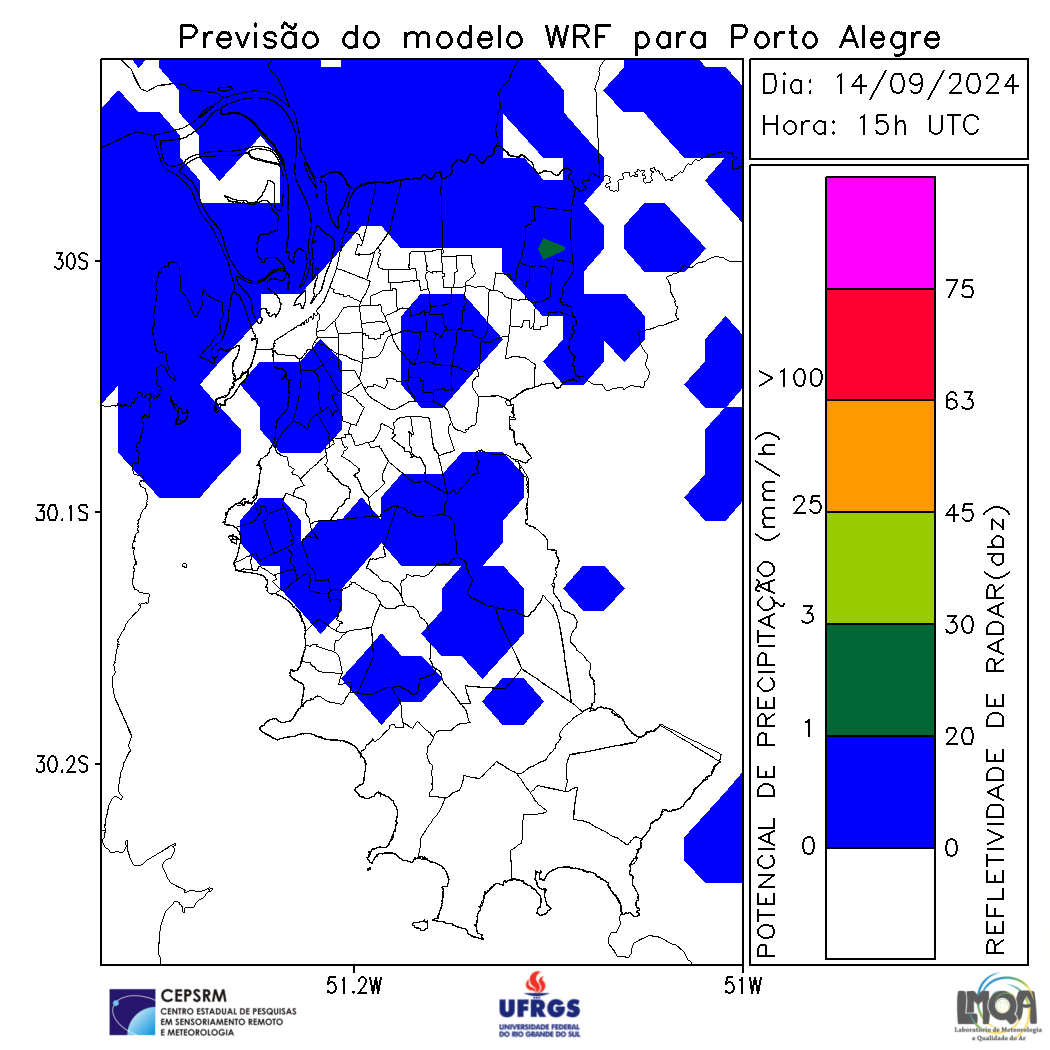 Previsão do modelo WRF para Porto Alegre
Dia: 14/09/2024
Hora: 15h UTC
30S
30.1S
30.2S
51.2W
51W
POTENCIAL DE PRECIPITAÇÃO (mm/h)
>100
25
3
1
0
75
63
45
30
20
0
REFLETIVIDADE DE RADAR(dbz)
CEPSRM
CENTRO ESTADUAL DE PESQUISAS
EM SENSORIAMENTO REMOTO
E METEOROLOGIA
UFRGS
UNIVERSIDADE FEDERAL
DO RIO GRANDE DO SUL
LMQA
Laboratório de Meteorologia
e Qualidade do Ar